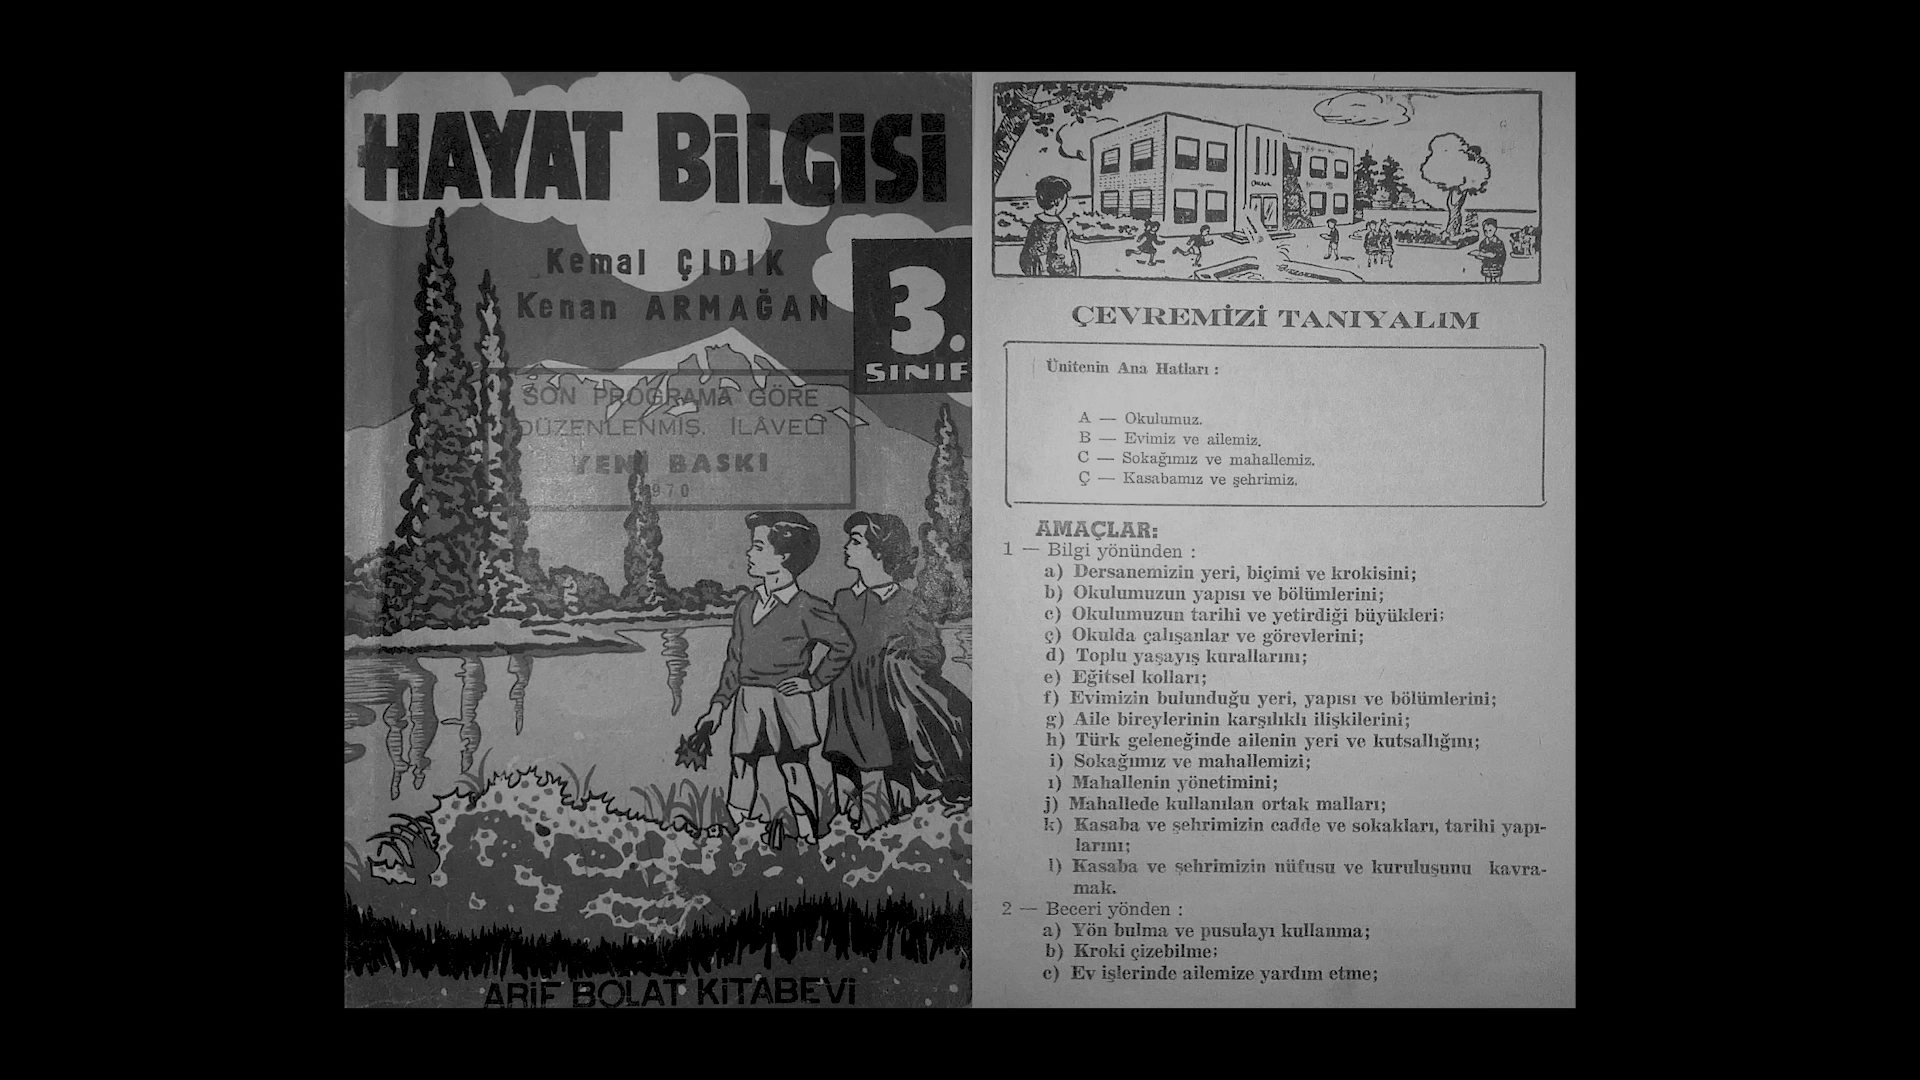 HAYAT BİLGİSİ
Kemal ÇIDIK
Kenan ARMAĞAN
3.
SINIF
SON PROGRAMA GÖRE
DÜZENLENMİŞ, İLÂVELİ
YENİ BASKI
1970
ARİF BOLAT KİTABEVİ
ÇEVREMİZİ TANIYALIM
Ünitenin Ana Hatları :
A — Okulumuz.
B — Evimiz ve ailemiz.
C — Sokağımız ve mahallemiz.
Ç — Kasabamız ve şehrimiz.
AMAÇLAR:
1 — Bilgi yönünden :
a) Dersanemizin yeri, biçimi ve krokisini;
b) Okulumuzun yapısı ve bölümlerini;
c) Okulumuzun tarihi ve yetirdiği büyükleri;
ç) Okulda çalışanlar ve görevlerini;
d) Toplu yaşayış kurallarını;
e) Eğitsel kolları;
f) Evimizin bulunduğu yeri, yapısı ve bölümlerini;
g) Aile bireylerinin karşılıklı ilişkilerini;
h) Türk geleneğinde ailenin yeri ve kutsallığını;
i) Sokağımız ve mahallemizi;
ı) Mahallenin yönetimini;
j) Mahallede kullanılan ortak malları;
k) Kasaba ve şehrimizin cadde ve sokakları, tarihi yapı-
larını;
l) Kasaba ve şehrimizin nüfusu ve kuruluşunu kavra-
mak.
2 — Beceri yönden :
a) Yön bulma ve pusulayı kullanma;
b) Kroki çizebilme;
c) Ev işlerinde ailemize yardım etme;